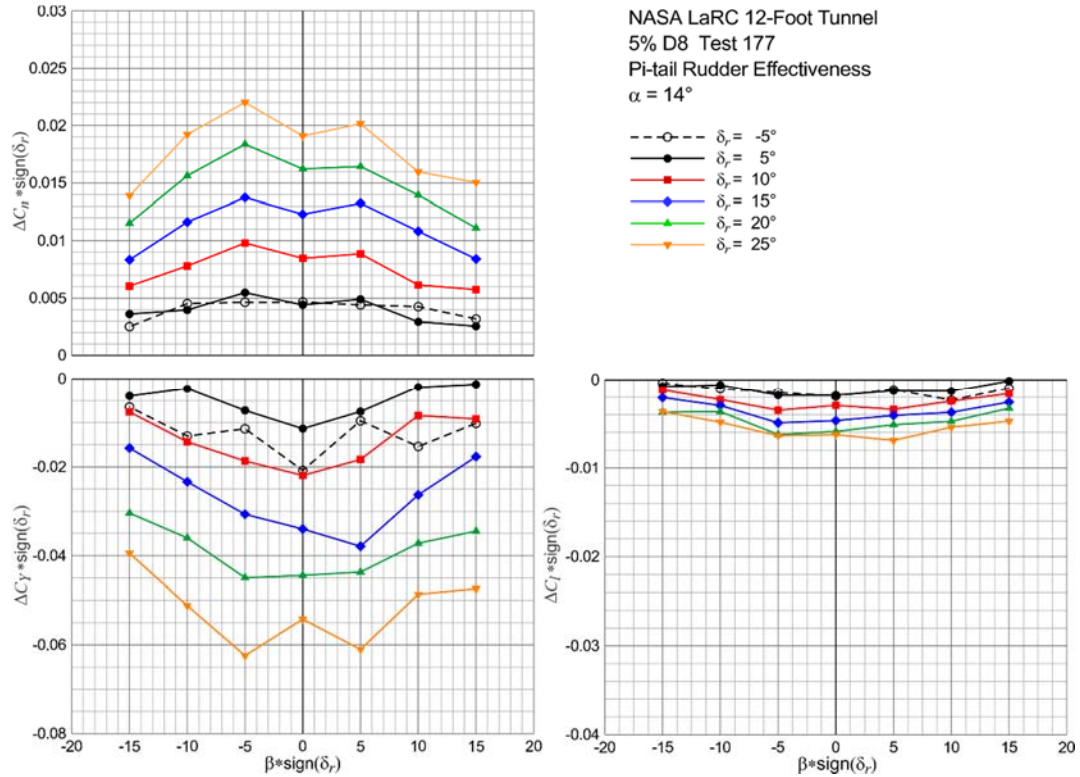 NASA LaRC 12-Foot Tunnel
5% D8 Test 177
Pi-tail Rudder Effectiveness
α = 14°
δr = -5°
δr = 5°
δr = 10°
δr = 15°
δr = 20°
δr = 25°
0.03
0.025
0.02
0.015
0.01
0.005
0
ΔCn*sign(δr)
0
-0.02
-0.04
-0.06
-0.08
ΔCY*sign(δr)
-20 -15 -10 -5 0 5 10 15 20
β*sign(δr)
0
-0.01
-0.02
-0.03
-0.04
ΔCl*sign(δr)
-20 -15 -10 -5 0 5 10 15 20
β*sign(δr)